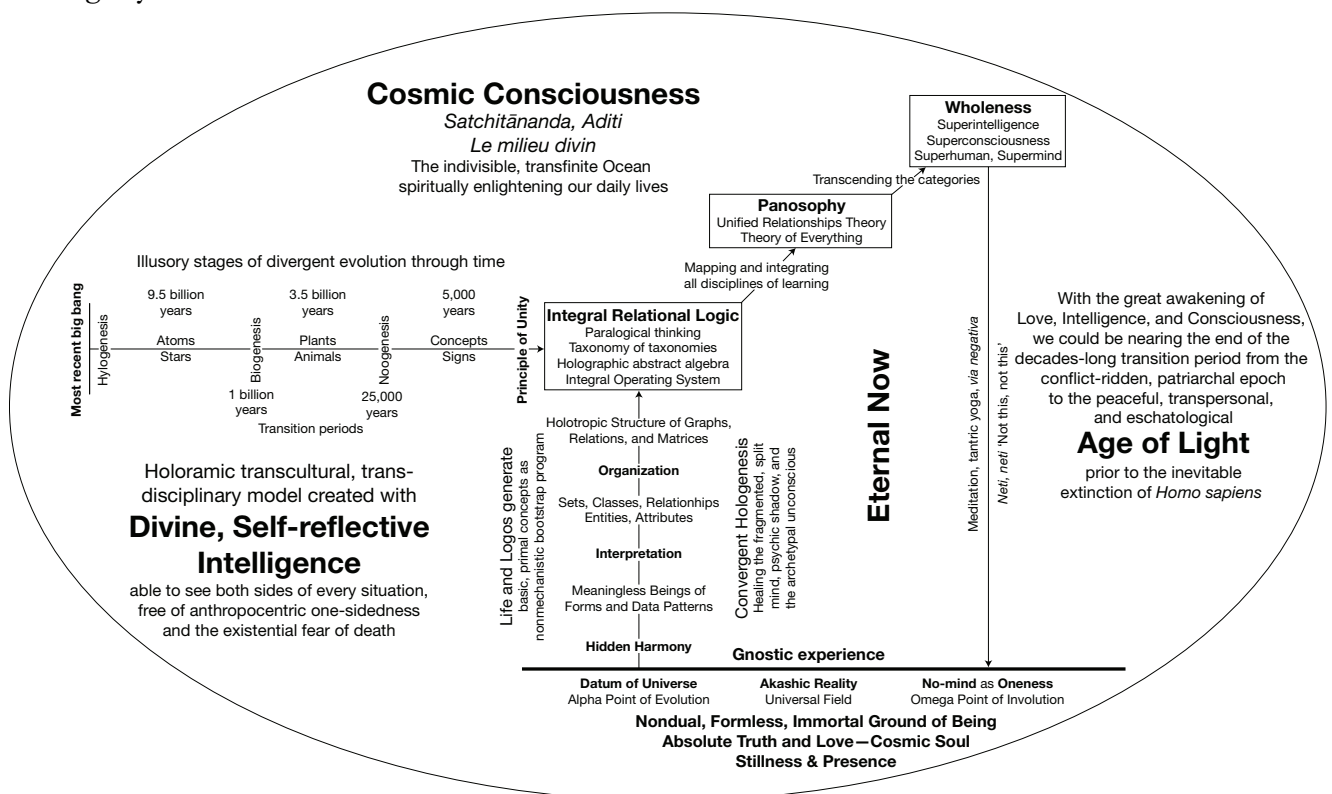 Cosmic Consciousness
Satchitānanda, Aditi
Le milieu divin
The indivisible, transfinite Ocean
spiritually enlightening our daily lives
Wholeness
Superintelligence
Superconsciousness
Superhuman, Supermind
Transcending the categories
Panosophy
Unified Relationships Theory
Theory of Everything
Mapping and integrating
all disciplines of learning
Illusory stages of divergent evolution through time
Most recent big bang
Hylogenesis
9.5 billion
years
Atoms
Stars
Biogenesis
1 billion
years
3.5 billion
years
Plants
Animals
Noogenesis
25,000
years
Transition periods
5,000
years
Concepts
Signs
Principle of Unity
Integral Relational Logic
Paralogical thinking
Taxonomy of taxonomies
Holographic abstract algebra
Integral Operating System
Holotropic Structure of Graphs,
Relations, and Matrices
Organization
Sets, Classes, Relationhips
Entities, Attributes
Interpretation
Meaningless Beings of
Forms and Data Patterns
Hidden Harmony
Life and Logos generate
basic, primal concepts as
nonmechanistic bootstrap program
Convergent Hologenesis
Healing the fragmented, split
mind, psychic shadow, and
the archetypal unconscious
Eternal Now
Meditation, tantric yoga, via negativa
Neti, neti ‘Not this, not this’
With the great awakening of
Love, Intelligence, and Consciousness,
we could be nearing the end of the
decades-long transition period from the
conflict-ridden, patriarchal epoch
to the peaceful, transpersonal,
and eschatological
Age of Light
prior to the inevitable
extinction of Homo sapiens
Holoramic transcultural, trans-
disciplinary model created with
Divine, Self-reflective
Intelligence
able to see both sides of every situation,
free of anthropocentric one-sidedness
and the existential fear of death
Gnostic experience
Datum of Universe
Alpha Point of Evolution
Akashic Reality
Universal Field
No-mind as Oneness
Omega Point of Involution
Nondual, Formless, Immortal Ground of Being
Absolute Truth and Love—Cosmic Soul
Stillness & Presence